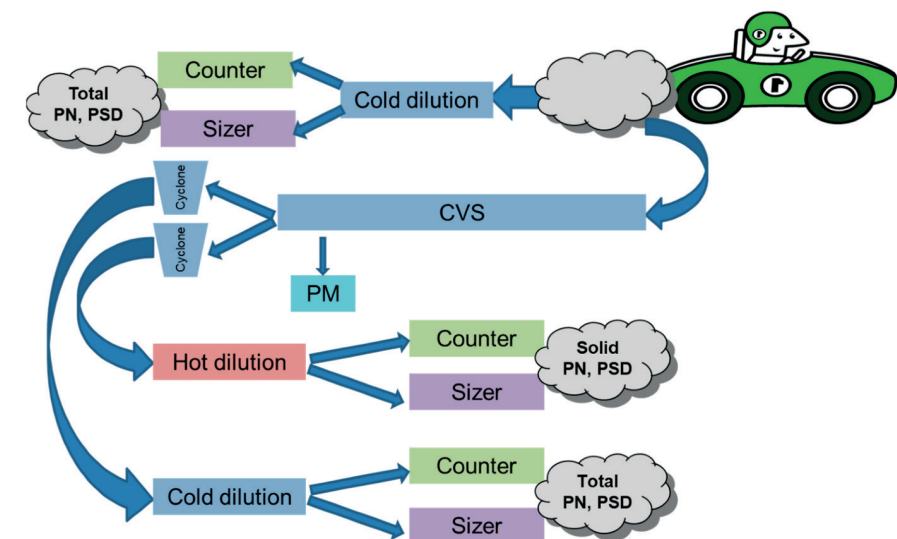 Counter
Total
PN, PSD
Cold dilution
Sizer
Cyclone
CVS
Cyclone
PM
Counter
Solid
PN, PSD
Hot dilution
Sizer
Counter
Total
PN, PSD
Cold dilution
Sizer